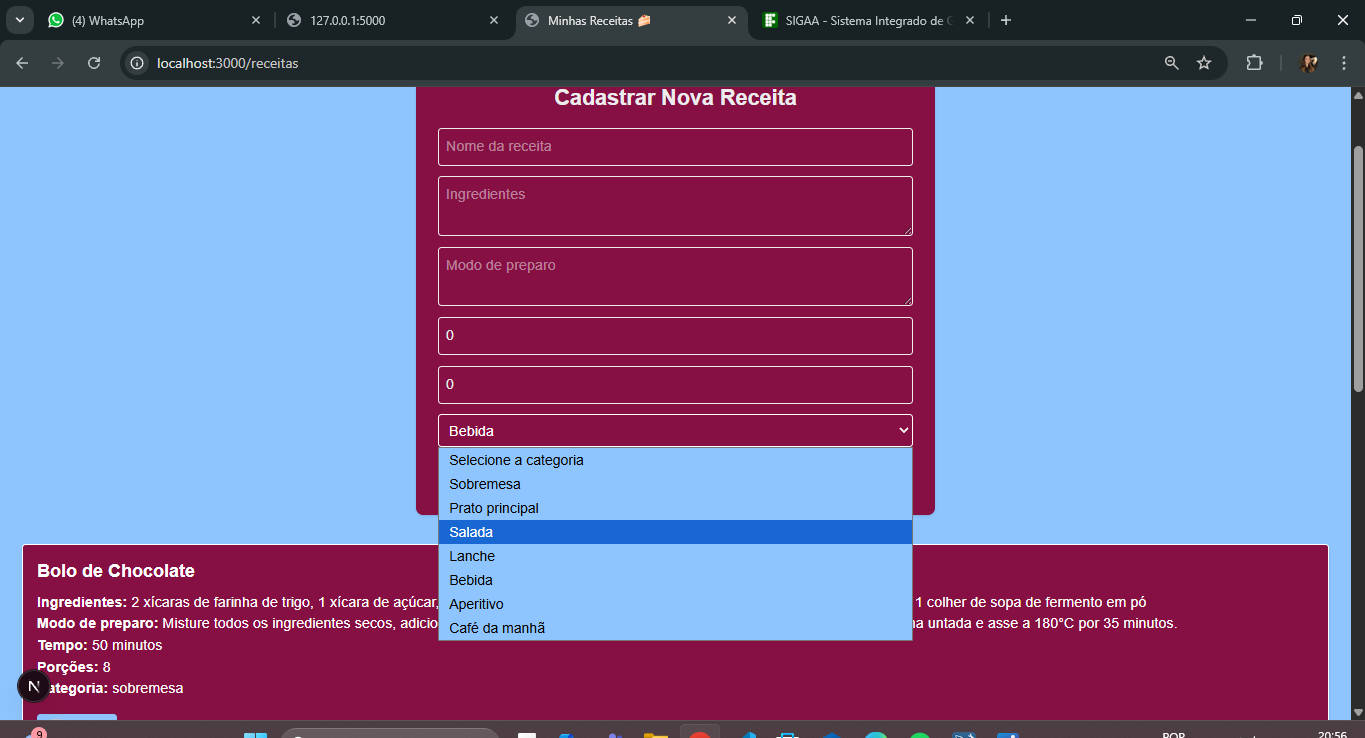 (4) WhatsApp
127.0.0.1:5000
Minhas Receitas
SIGAA - Sistema Integrado de G
localhost:3000/receitas
Cadastrar Nova Receita
Nome da receita
Ingredientes
Modo de preparo
0
0
Bebida
Selecione a categoria
Sobremesa
Prato principal
Salada
Lanche
Bebida
Aperitivo
Café da manhã
Bolo de Chocolate
Ingredientes: 2 xícaras de farinha de trigo, 1 xícara de açúcar, 1 colher de sopa de fermento em pó
Modo de preparo: Misture todos os ingredientes secos, adicio na untada e asse a 180°C por 35 minutos.
Tempo: 50 minutos
Porções: 8
N ategoria: sobremesa
9
POR
20:56